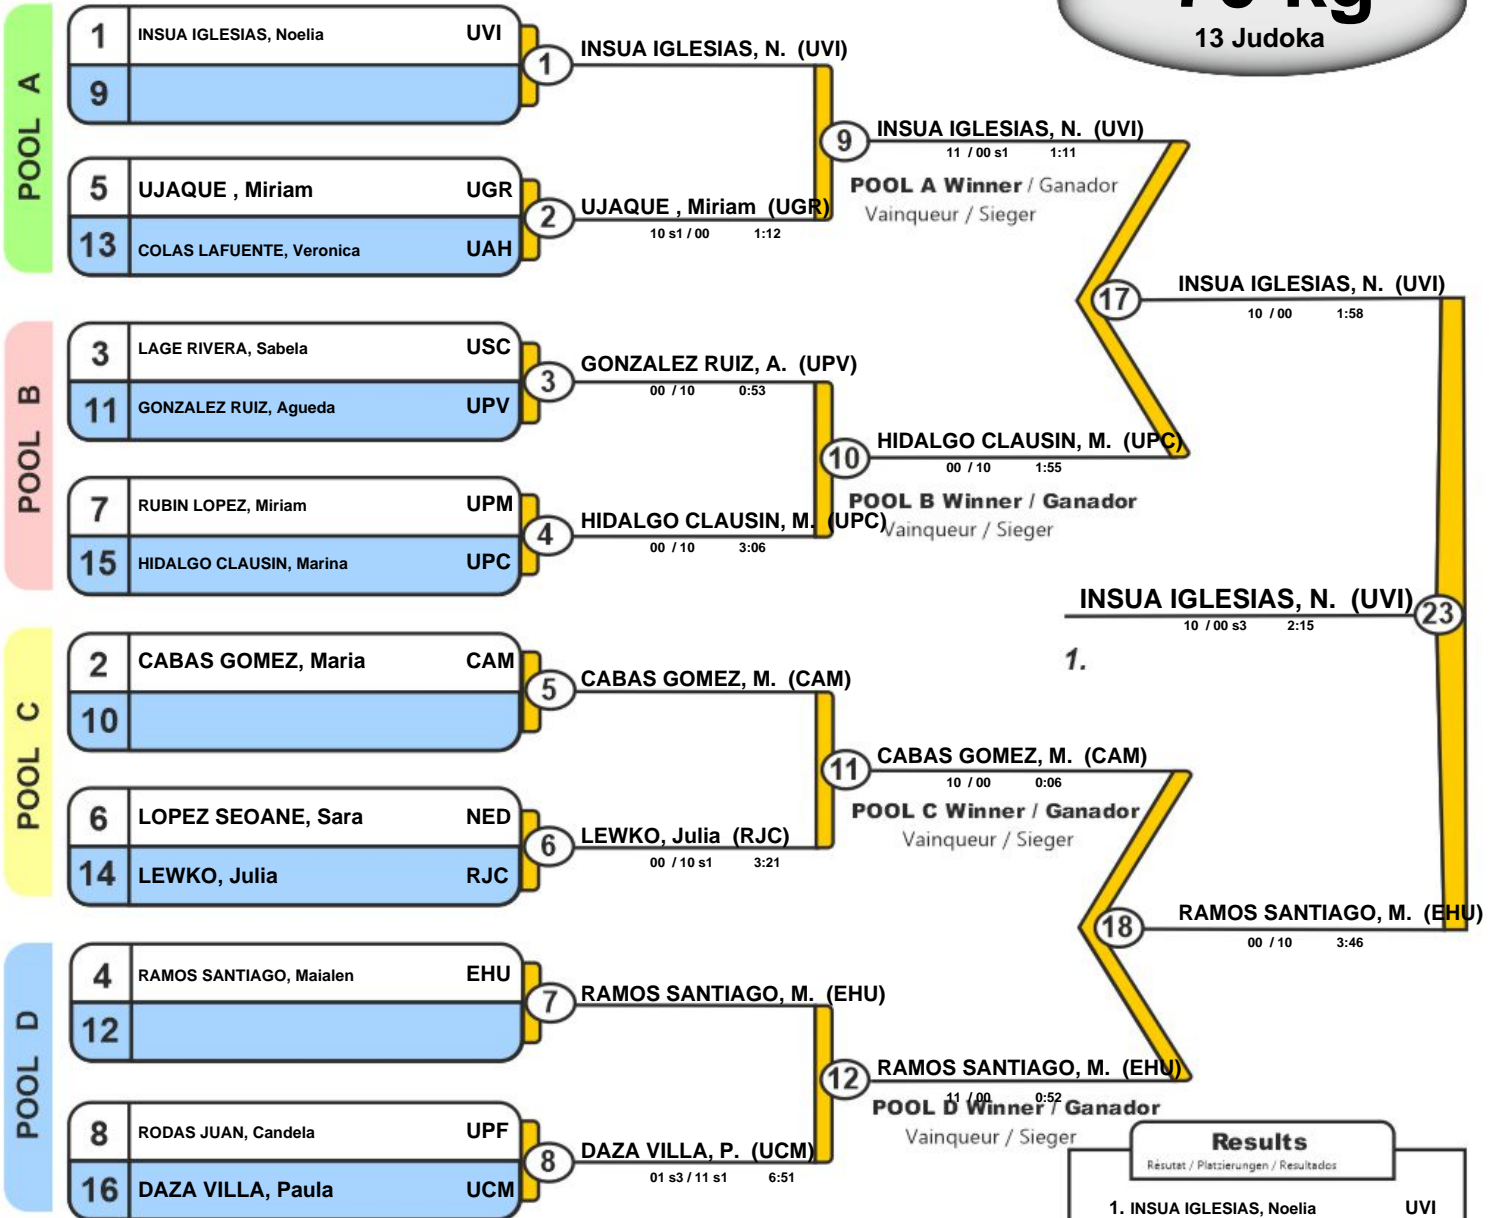 70 kg
13 Judoka
POOL A
1 INSUA IGLESIAS, Noelia UVI
9
5 UJAQUE , Miriam UGR
13 COLAS LAFUENTE, Veronica UAH
1 INSUA IGLESIAS, N. (UVI)
2 UJAQUE , Miriam (UGR)
10 s1 / 00 1:12
9 INSUA IGLESIAS, N. (UVI)
11 / 00 s1 1:11
POOL A Winner / Ganador
Vainqueur / Sieger
POOL B
3 LAGE RIVERA, Sabela USC
11 GONZALEZ RUIZ, Agueda UPV
7 RUBIN LOPEZ, Miriam UPM
15 HIDALGO CLAUSIN, Marina UPC
3 GONZALEZ RUIZ, A. (UPV)
00 / 10 0:53
4 HIDALGO CLAUSIN, M. (UPC)
00 / 10 3:06
10 HIDALGO CLAUSIN, M. (UPC)
00 / 10 1:55
POOL B Winner / Ganador
Vainqueur / Sieger
17 INSUA IGLESIAS, N. (UVI)
10 / 00 1:58
INSUA IGLESIAS, N. (UVI) 23
10 / 00 s3 2:15
1.
POOL C
2 CABAS GOMEZ, Maria CAM
10
6 LOPEZ SEOANE, Sara NED
14 LEWKO, Julia RJC
5 CABAS GOMEZ, M. (CAM)
6 LEWKO, Julia (RJC)
00 / 10 s1 3:21
11 CABAS GOMEZ, M. (CAM)
10 / 00 0:06
POOL C Winner / Ganador
Vainqueur / Sieger
POOL D
4 RAMOS SANTIAGO, Maialen EHU
12
8 RODAS JUAN, Candela UPF
16 DAZA VILLA, Paula UCM
7 RAMOS SANTIAGO, M. (EHU)
8 DAZA VILLA, P. (UCM)
01 s3 / 11 s1 6:51
12 RAMOS SANTIAGO, M. (EHU)
11 / 00 0:52
POOL D Winner / Ganador
Vainqueur / Sieger
18 RAMOS SANTIAGO, M. (EHU)
00 / 10 3:46
Results
Résutat / Platzierungen / Resultados
1. INSUA IGLESIAS, Noelia UVI